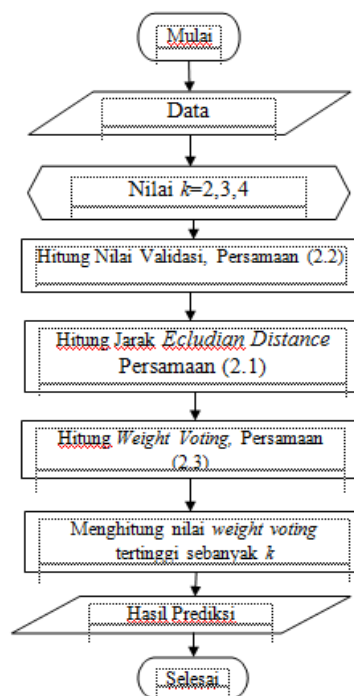 Mulai
Data
Nilai k=2,3,4
Hitung Nilai Validasi, Persamaan (2.2)
Hitung Jarak Ecludian Distance
Persamaan (2.1)
Hitung Weight Voting, Persamaan
(2.3)
Menghitung nilai weight voting
tertinggi sebanyak k
Hasil Prediksi
Selesai